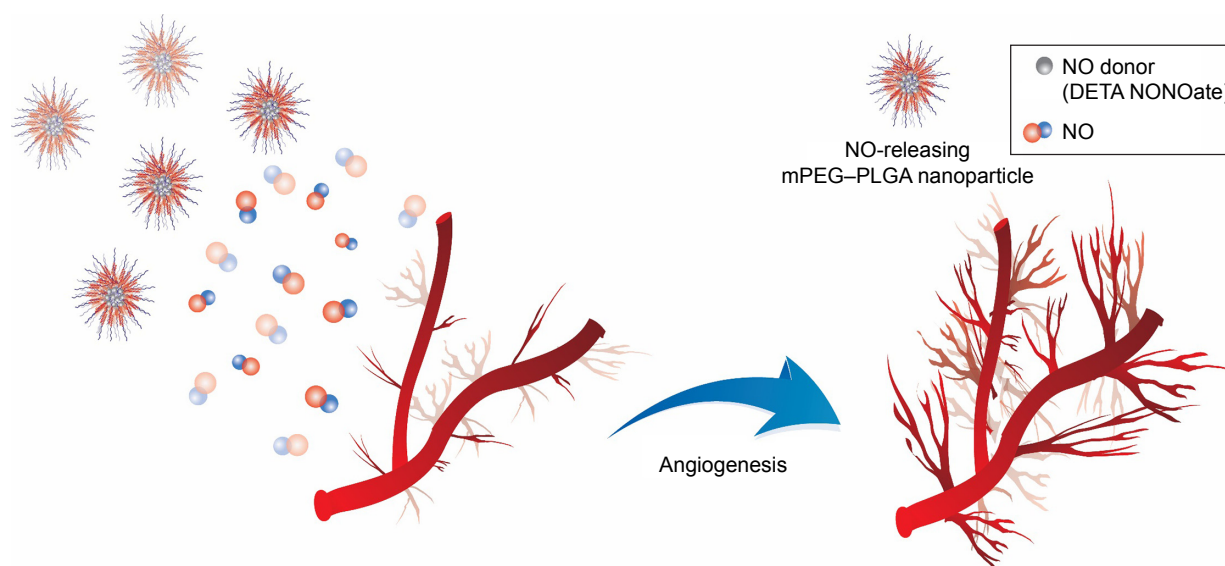 NO donor
(DETA NONOate)
NO
NO-releasing
mPEG–PLGA nanoparticle
Angiogenesis